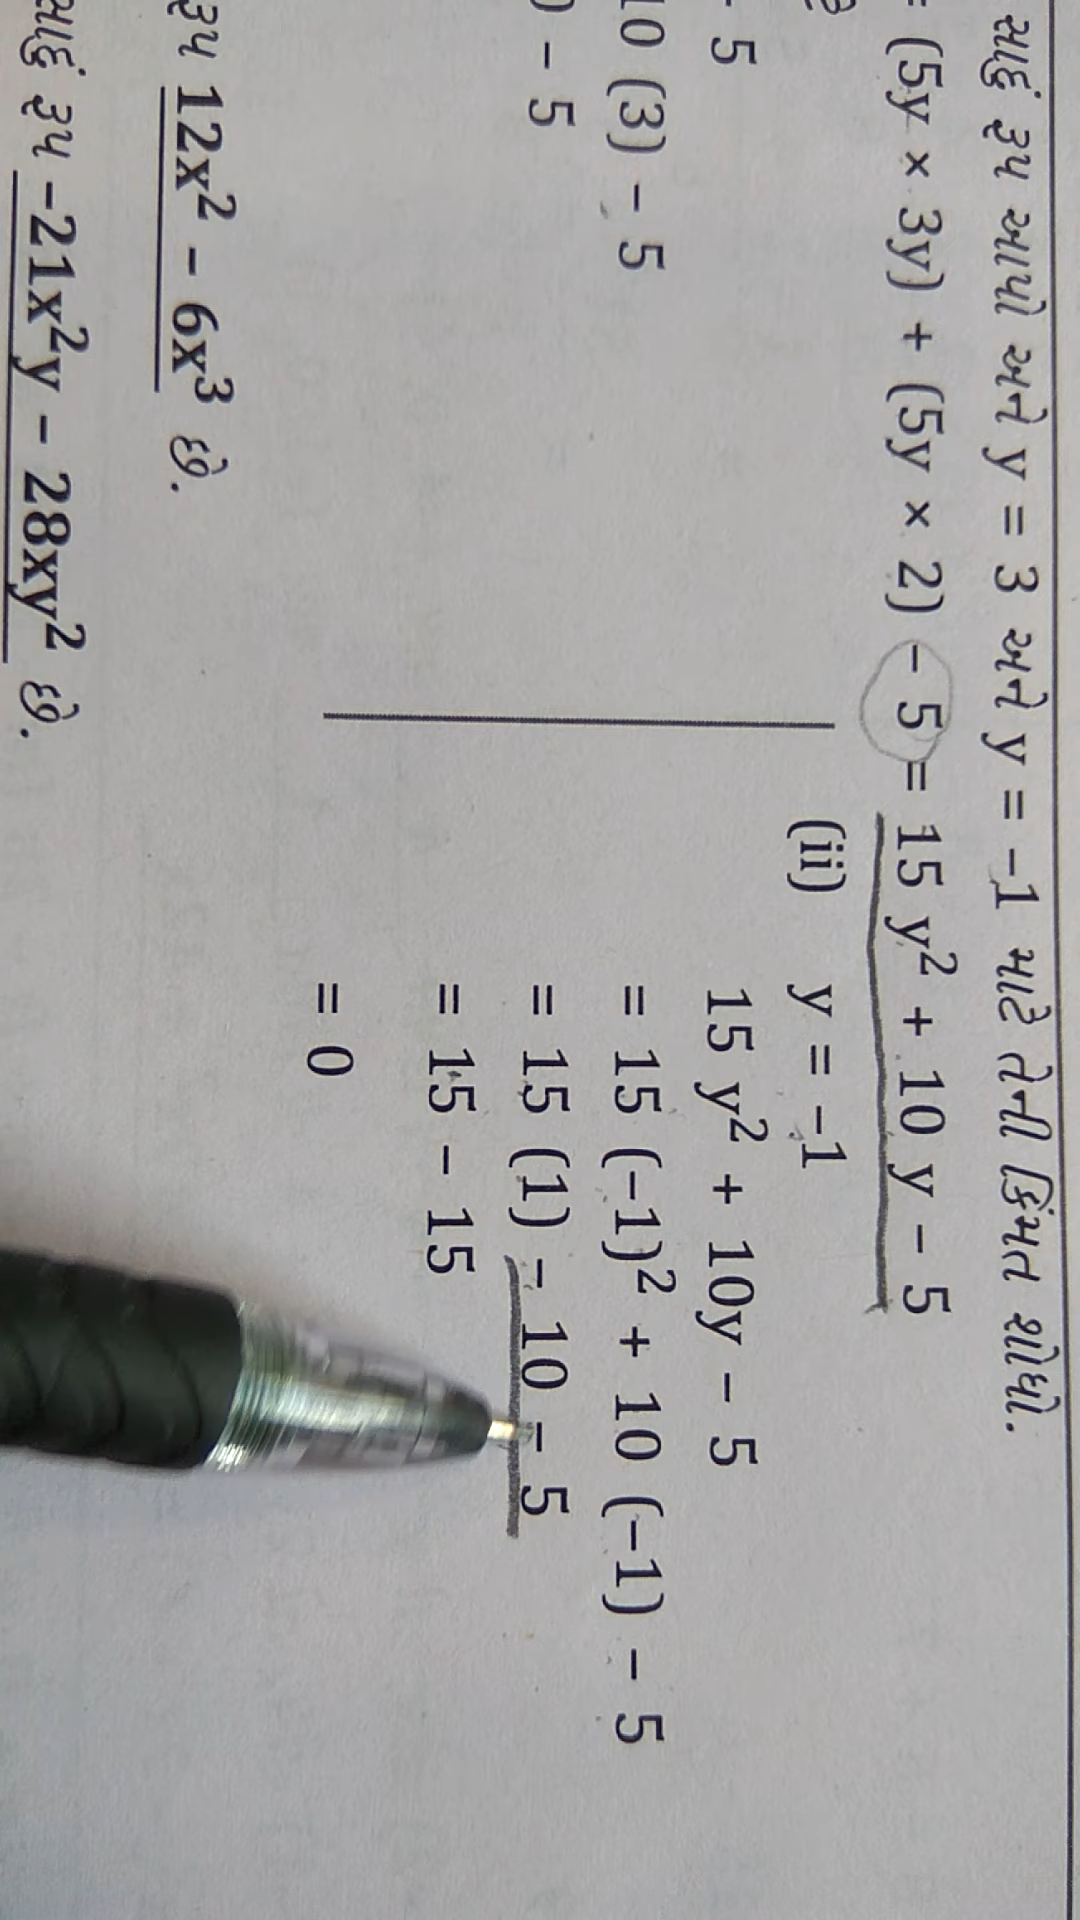 સાદું રૂપ આપો અને y = 3 અને y = -1 માટે તેની કિંમત શોધો.
= (5y × 3y) + (5y × 2) - 5 = 15 y² + 10 y - 5
(ii) y = -1
- 5
15 y² + 10y - 5
10 (3) - 5
= 15 (-1)² + 10 (-1) - 5
- 5
= 15 (1) - 10 - 5
= 15 - 15
= 0
રૂપ 12x² - 6x³ છે.
સાદું રૂપ -21x²y - 28xy² છે.